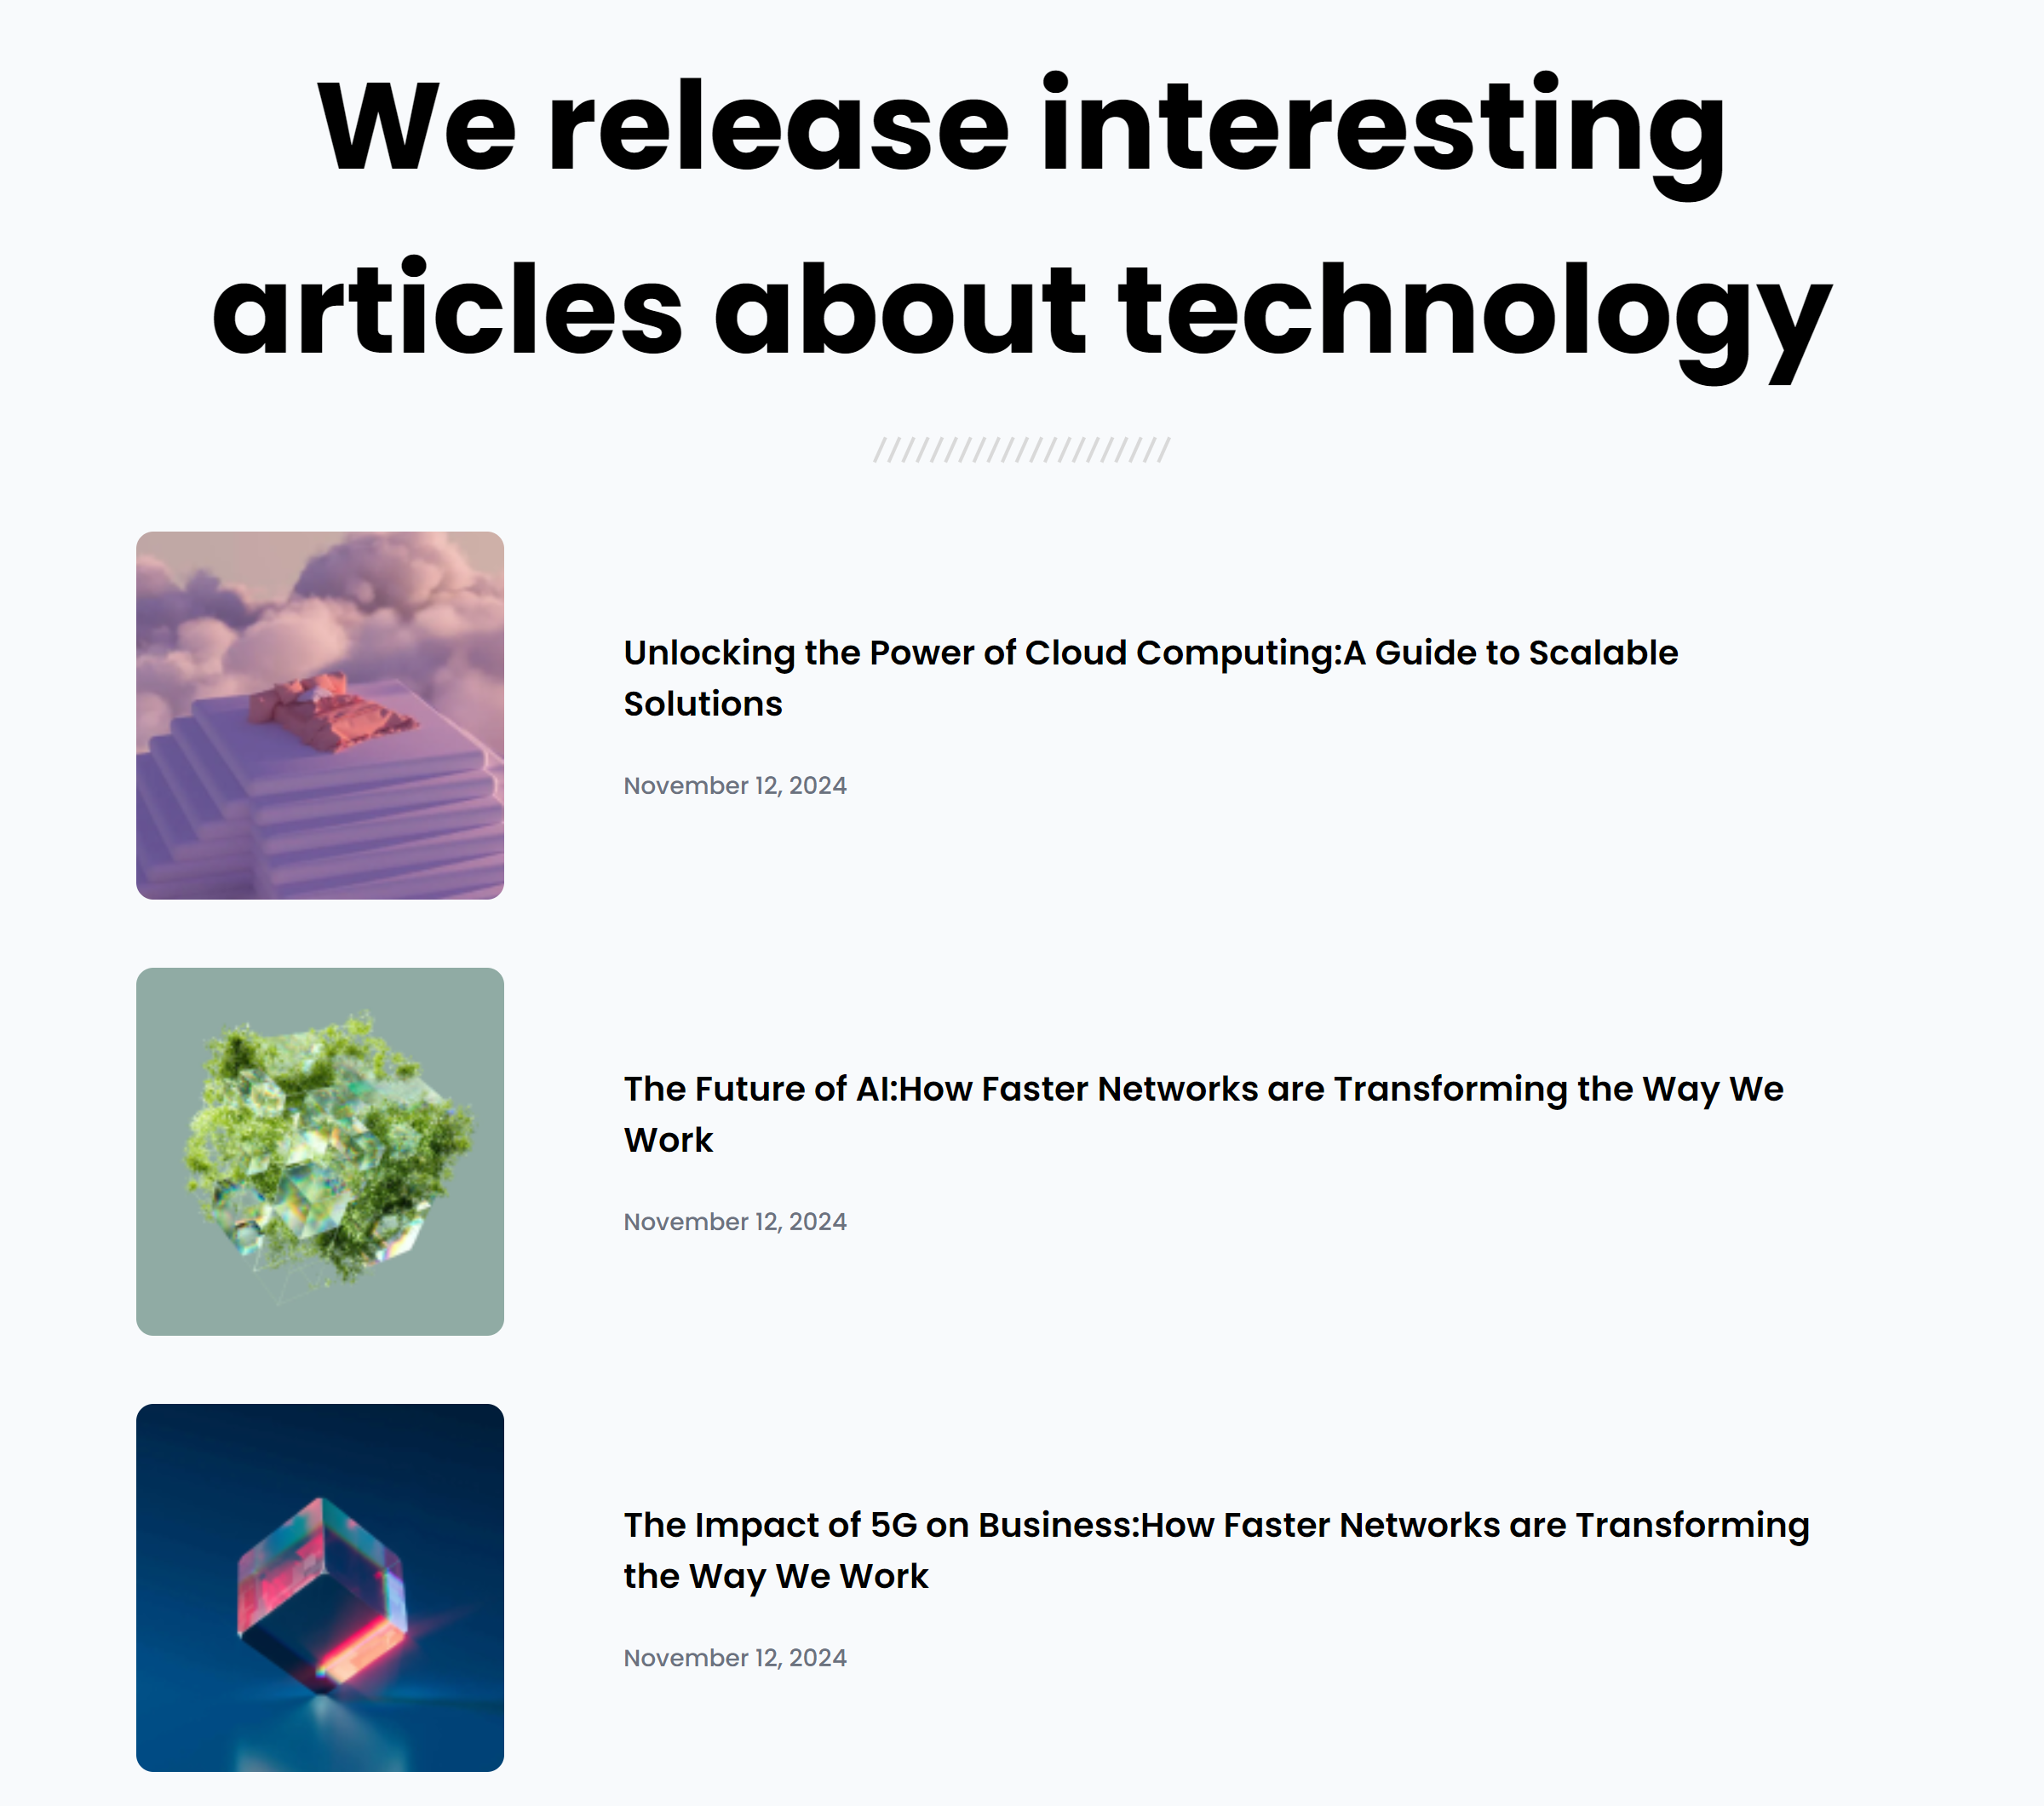 We release interesting
articles about technology
Unlocking the Power of Cloud Computing:A Guide to Scalable
Solutions
November 12, 2024
The Future of AI:How Faster Networks are Transforming the Way We
Work
November 12, 2024
The Impact of 5G on Business:How Faster Networks are Transforming
the Way We Work
November 12, 2024